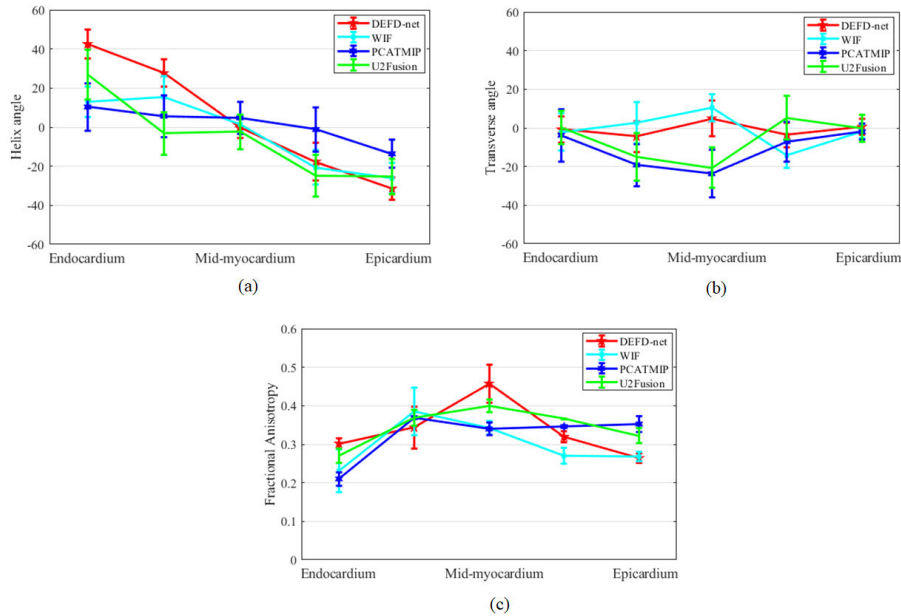 60
40
20
0
-20
-40
-60
Helix angle
DEFD-net
WIF
PCATMIP
U2Fusion
Endocardium
Mid-myocardium
Epicardium
(a)
60
40
20
0
-20
-40
-60
Transverse angle
DEFD-net
WIF
PCATMIP
U2Fusion
Endocardium
Mid-myocardium
Epicardium
(b)
0.6
0.5
0.4
0.3
0.2
0.1
0
Fractional Anisotropy
DEFD-net
WIF
PCATMIP
U2Fusion
Endocardium
Mid-myocardium
Epicardium
(c)